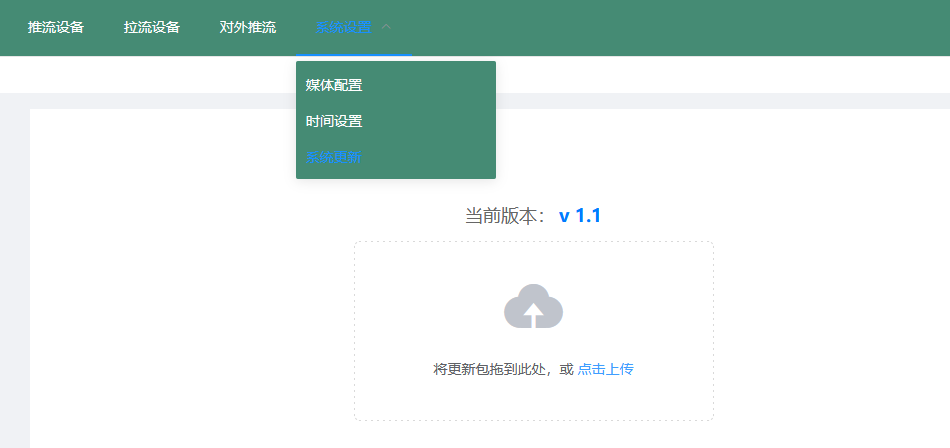 推流设备 拉流设备 对外推流 系统设置
媒体配置
时间设置
系统更新
当前版本： v 1.1
将更新包拖到此处，或 点击上传